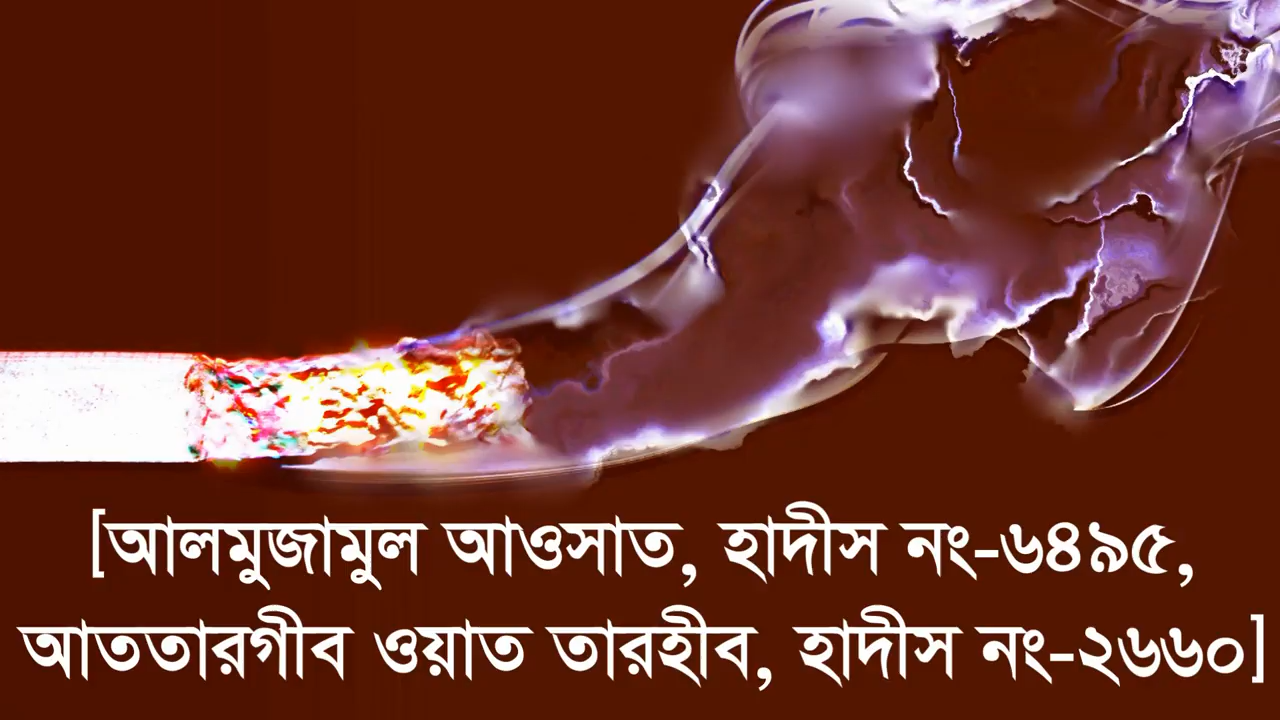 [আলমুজামুল আওসাত, হাদীস নং-৬৪৯৫,
আততারগীব ওয়াত তারহীব, হাদীস নং-২৬৬০]